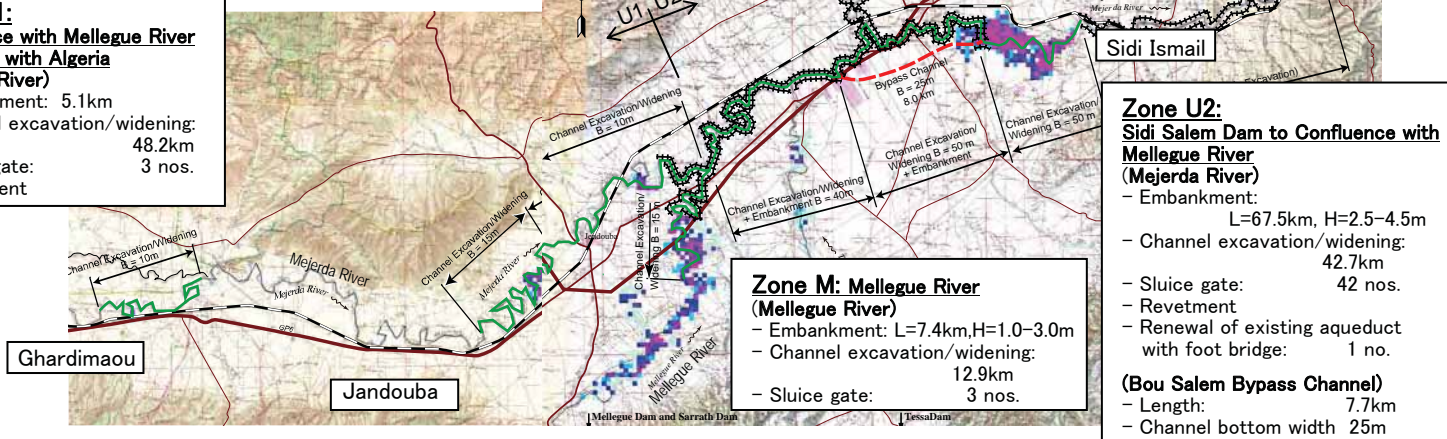 1:
ce with Mellegue River
with Algeria
River)
ment: 5.1km
l excavation/widening:
48.2km
gate: 3 nos.
ent
U1, U2
Mejerda River
Sidi Ismail
Excavation)
Bypass Channel
B = 25m
8.0 km
Channel Excavation/Widening
B = 10m
Channel Excavation/
Widening B = 50 m
+ Embankment
Channel Excavation/
Widening B = 50 m
Channel Excavation/Widening
+ Embankment B = 40m
Channel Excavation/
Widening B = 15 m
Channel Excavation/Widening
B = 15m
Channel Excavation/Widening
B = 10m
Jendouba
Mejerda River
Mejerda River
Mejerda River
GP6
Mellegue River
Mellegue River
Ghardimaou
Jandouba
Mellegue Dam and Sarrath Dam
TessaDam
Zone M: Mellegue River
(Mellegue River)
- Embankment: L=7.4km,H=1.0-3.0m
- Channel excavation/widening:
12.9km
- Sluice gate: 3 nos.
Zone U2:
Sidi Salem Dam to Confluence with
Mellegue River
(Mejerda River)
- Embankment:
L=67.5km, H=2.5-4.5m
- Channel excavation/widening:
42.7km
- Sluice gate: 42 nos.
- Revetment
- Renewal of existing aqueduct
with foot bridge: 1 no.
(Bou Salem Bypass Channel)
- Length: 7.7km
- Channel bottom width 25m